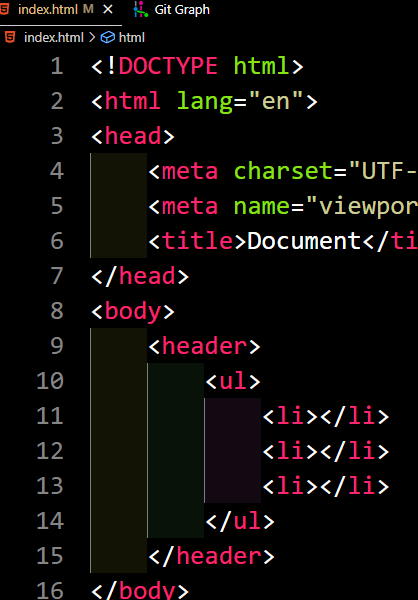 index.html M × Git Graph
index.html > html
1 <!DOCTYPE html>
2 <html lang="en">
3 <head>
4 <meta charset="UTF-
5 <meta name="viewpor
6 <title>Document</ti
7 </head>
8 <body>
9 <header>
10 <ul>
11 <li></li>
12 <li></li>
13 <li></li>
14 </ul>
15 </header>
16 </body>